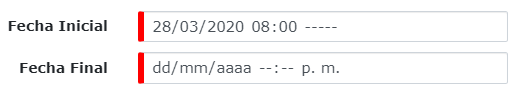 Fecha Inicial 28/03/2020 08:00 -----
Fecha Final dd/mm/aaaa --:-- p. m.